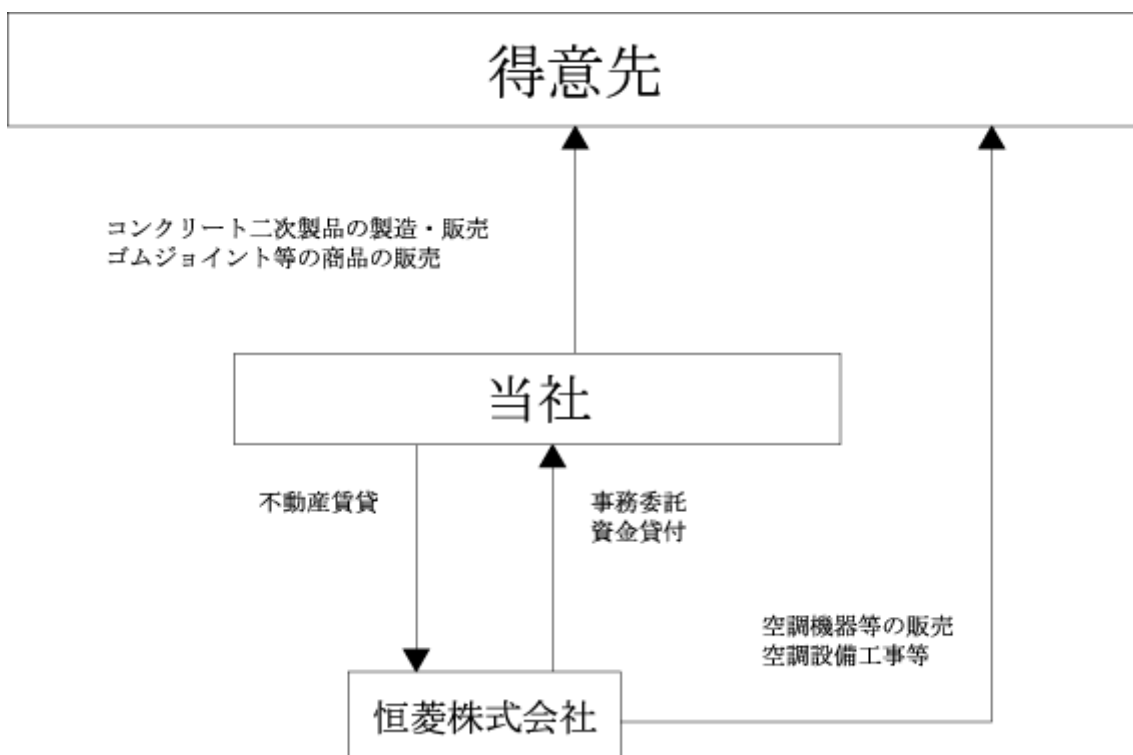 得意先
コンクリート二次製品の製造・販売
ゴムジョイント等の商品の販売
当社
不動産賃貸
事務委託
資金貸付
空調機器等の販売
空調設備工事等
恒菱株式会社